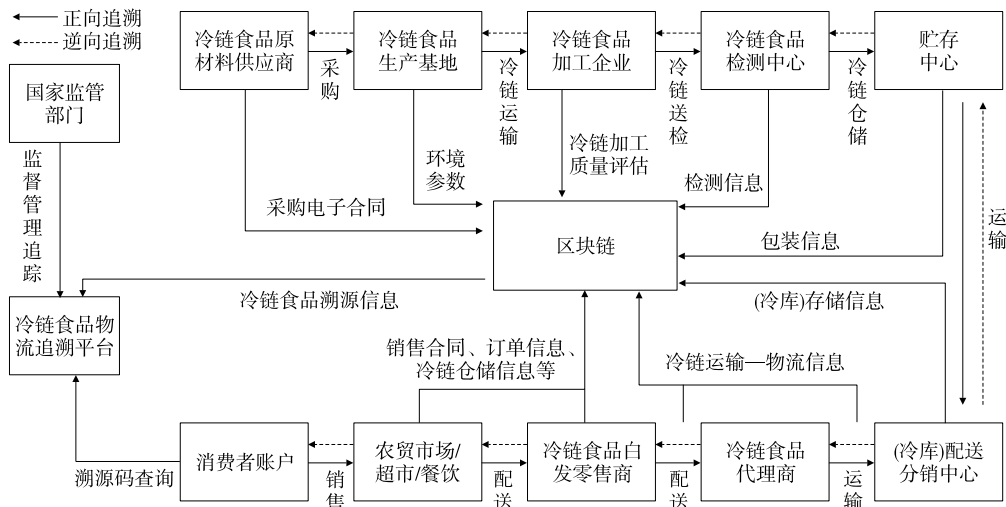 正向追溯
逆向追溯
国家监管
部门
监督管理追踪
冷链食品物
流追溯平台
冷链食品原
材料供应商
采购
冷链食品
生产基地
冷链运输
冷链食品
加工企业
冷链送检
冷链食品
检测中心
冷链仓储
贮存
中心
运输
采购电子合同
环境
参数
冷链加工
质量评估
检测信息
包装信息
区块链
冷链食品溯源信息
(冷库)存储信息
销售合同、订单信息、
冷链仓储信息等
冷链运输—物流信息
溯源码查询
消费者账户
销售
农贸市场/
超市/餐饮
配送
冷链食品白
发零售商
配送
冷链食品
代理商
运输
(冷库)配送
分销中心